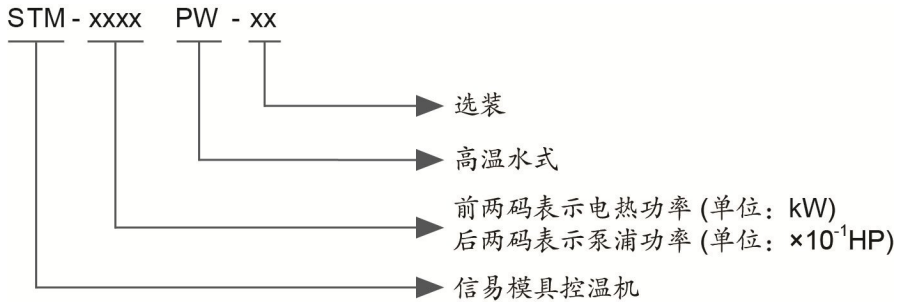 STM - xxxx PW - xx
选装
高温水式
前两码表示电热功率 (单位：kW)
后两码表示泵浦功率 (单位：×10⁻¹HP)
信易模具控温机